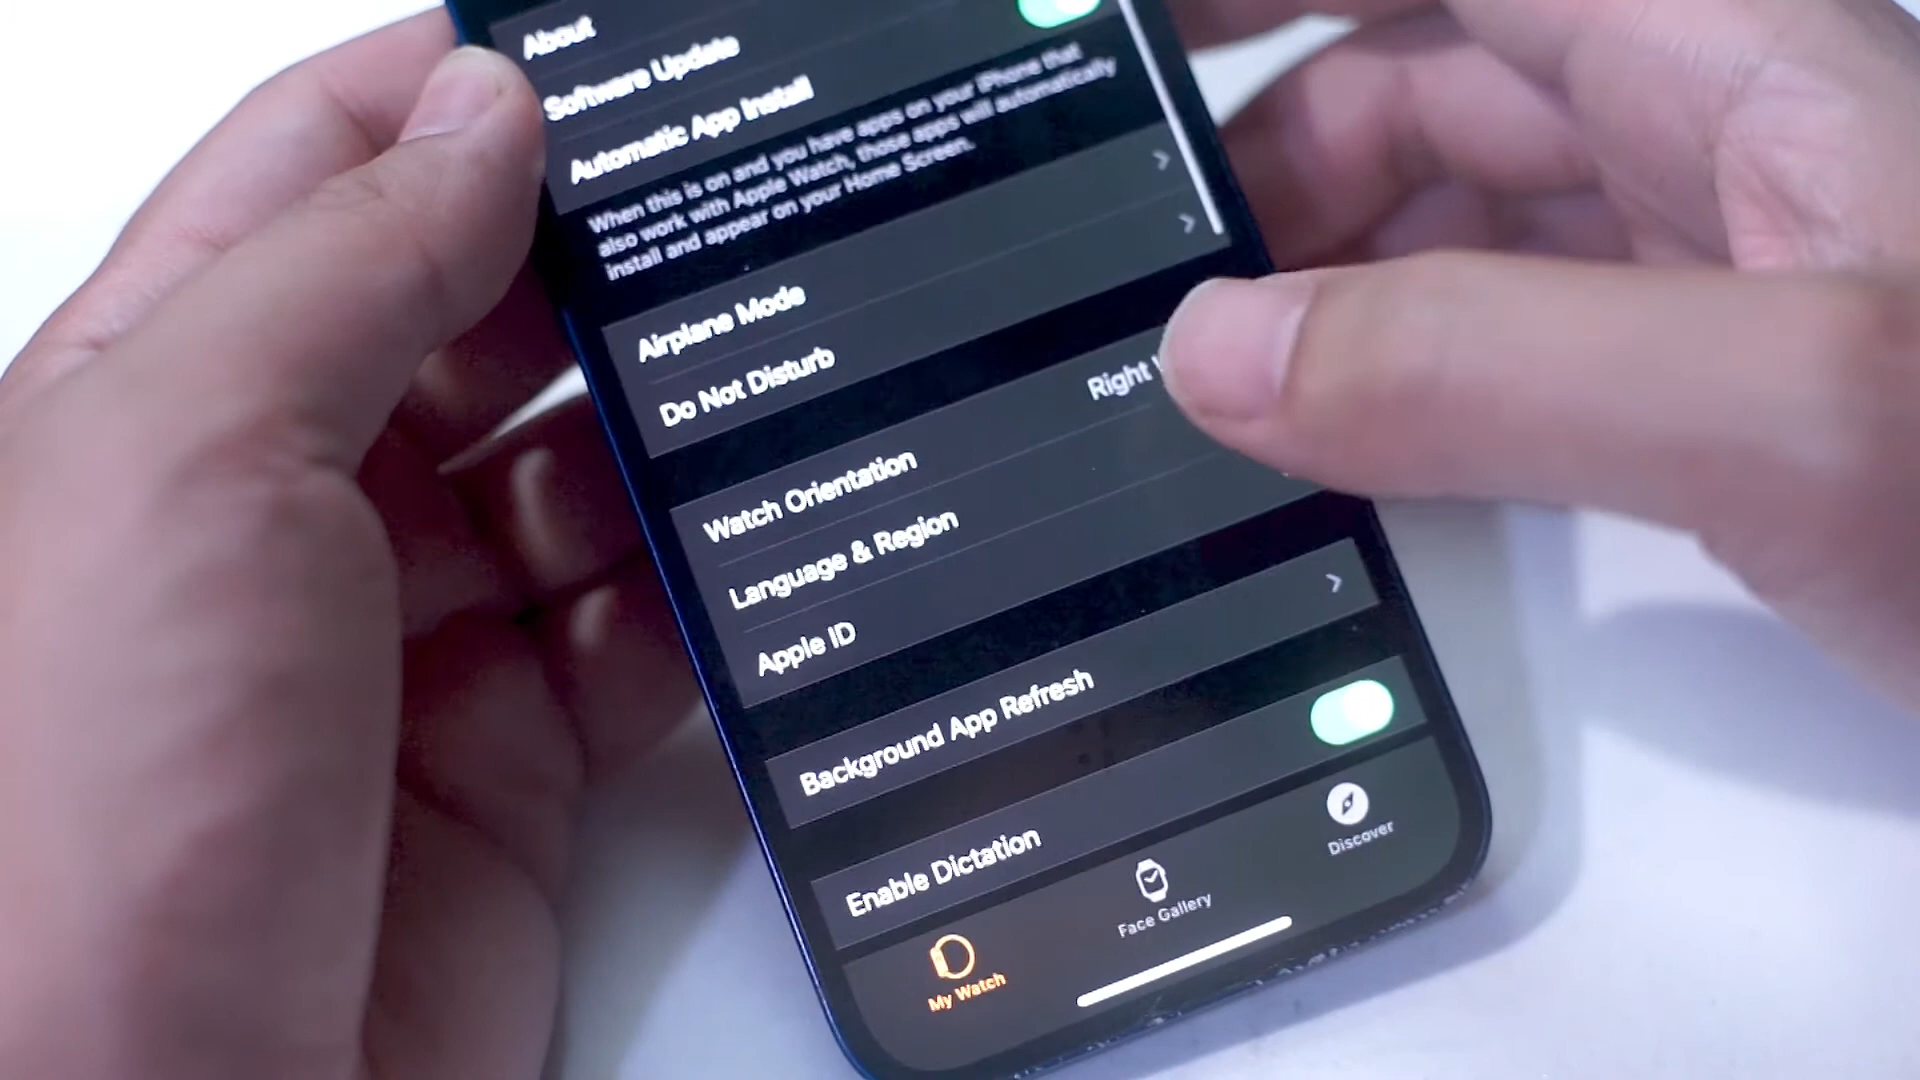 About
Software Update
Automatic App Install
When this is on and you have apps on your iPhone that
also work with Apple Watch, those apps will automatically
install and appear on your Home Screen.
Airplane Mode
Do Not Disturb
Watch Orientation Right
Language & Region
Apple ID
Background App Refresh
Enable Dictation
My Watch
Face Gallery
Discover